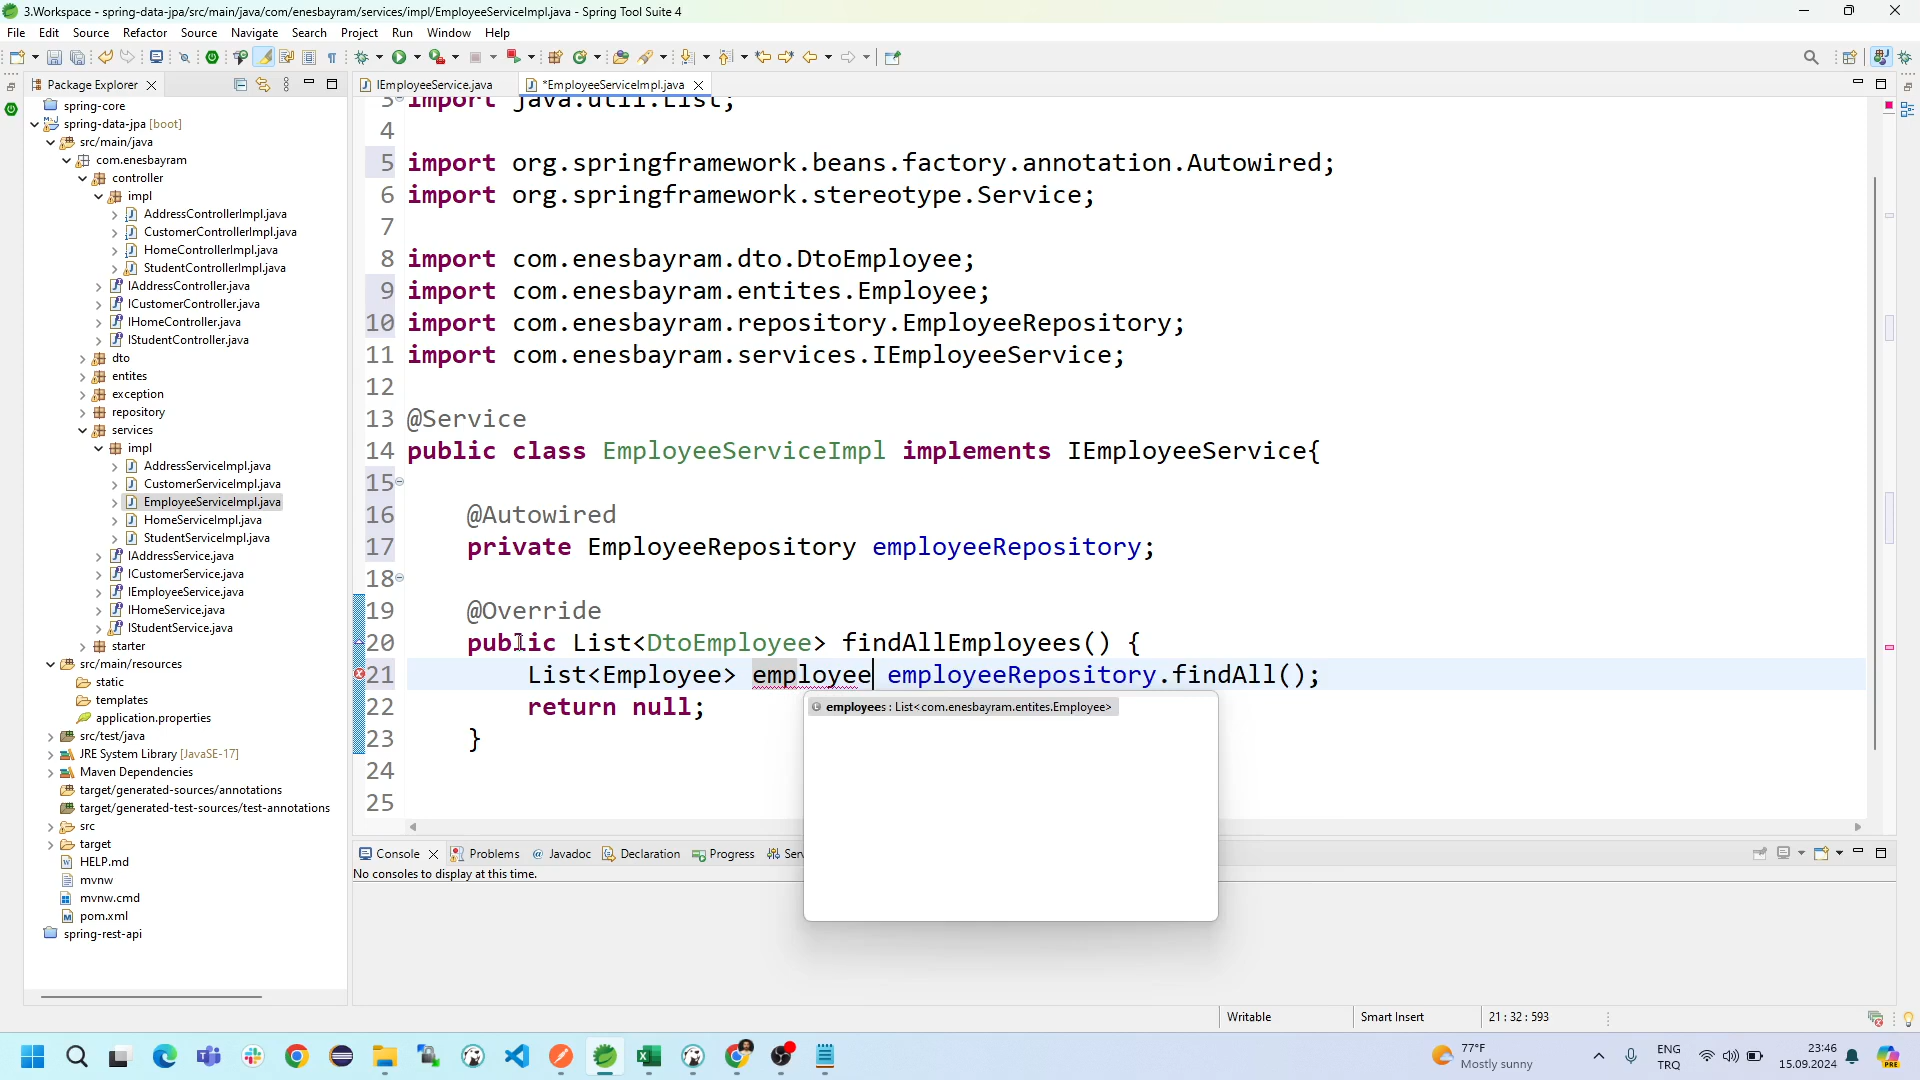 3.Workspace - spring-data-jpa/src/main/java/com/enesbayram/services/impl/EmployeeServiceImpl.java - Spring Tool Suite 4
File Edit Source Refactor Source Navigate Search Project Run Window Help
Package Explorer
IEmployeeService.java
*EmployeeServiceImpl.java
spring-core
spring-data-jpa [boot]
src/main/java
com.enesbayram
controller
impl
AddressControllerImpl.java
CustomerControllerImpl.java
HomeControllerImpl.java
StudentControllerImpl.java
IAddressController.java
ICustomerController.java
IHomeController.java
IStudentController.java
dto
entites
exception
repository
services
impl
AddressServiceImpl.java
CustomerServiceImpl.java
EmployeeServiceImpl.java
HomeServiceImpl.java
StudentServiceImpl.java
IAddressService.java
ICustomerService.java
IEmployeeService.java
IHomeService.java
IStudentService.java
starter
src/main/resources
static
templates
application.properties
src/test/java
JRE System Library [JavaSE-17]
Maven Dependencies
target/generated-sources/annotations
target/generated-test-sources/test-annotations
src
target
HELP.md
mvnw
mvnw.cmd
pom.xml
spring-rest-api
3 import java.util.List;
4
5 import org.springframework.beans.factory.annotation.Autowired;
6 import org.springframework.stereotype.Service;
7
8 import com.enesbayram.dto.DtoEmployee;
9 import com.enesbayram.entites.Employee;
10 import com.enesbayram.repository.EmployeeRepository;
11 import com.enesbayram.services.IEmployeeService;
12
13 @Service
14 public class EmployeeServiceImpl implements IEmployeeService{
15
16 @Autowired
17 private EmployeeRepository employeeRepository;
18
19 @Override
20 public List<DtoEmployee> findAllEmployees() {
21 List<Employee> employee employeeRepository.findAll();
22 return null;
23 }
24
25
employees : List<com.enesbayram.entites.Employee>
Console Problems Javadoc Declaration Progress Serv
No consoles to display at this time.
Writable
Smart Insert
21 : 32 : 593
77°F
Mostly sunny
ENG
TRQ
23:46
15.09.2024
PRE